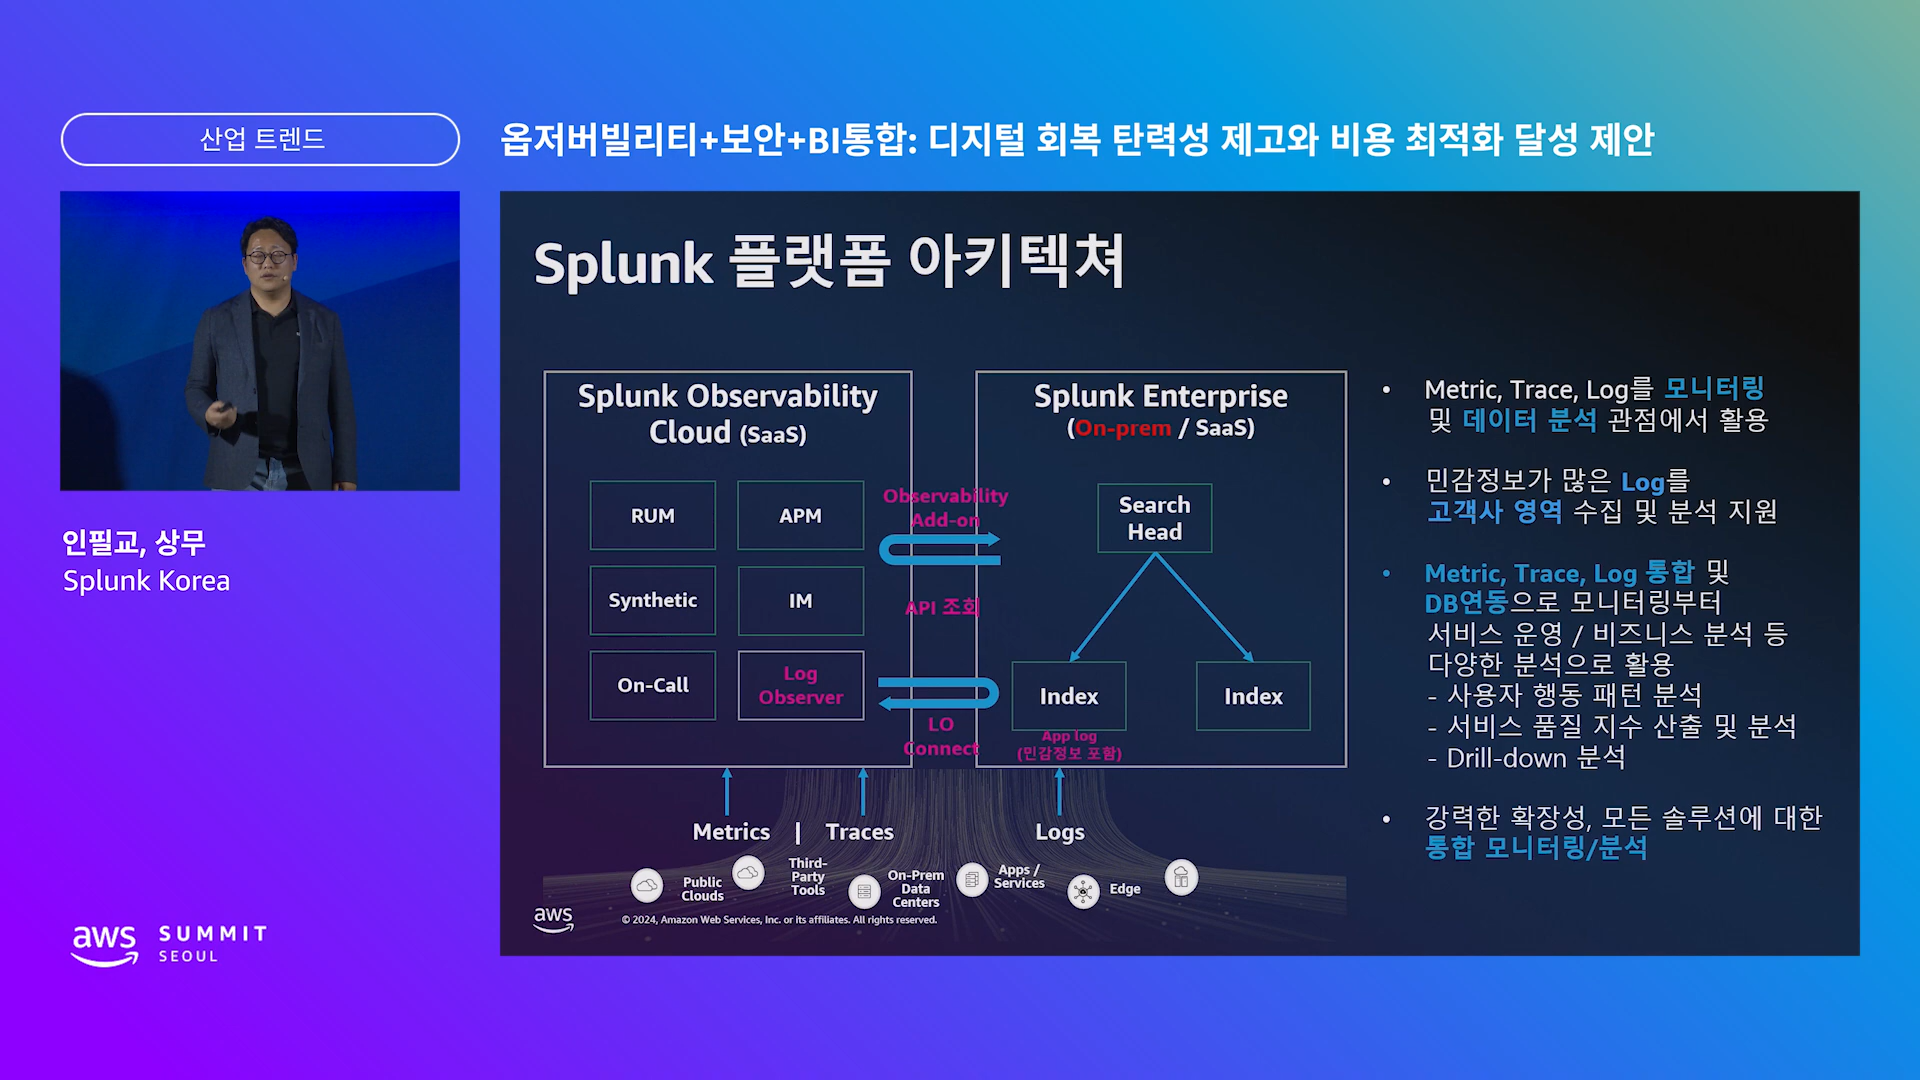 산업 트렌드
옵저버빌리티+보안+BI통합: 디지털 회복 탄력성 제고와 비용 최적화 달성 제안
인필교, 상무
Splunk Korea
aws SUMMIT
SEOUL
Splunk 플랫폼 아키텍쳐
Splunk Observability
Cloud (SaaS)
RUM
APM
Synthetic
IM
On-Call
Log
Observer
Observability
Add-on
API 조회
LO
Connect
Splunk Enterprise
(On-prem / SaaS)
Search
Head
Index
Index
App log
(민감정보 포함)
Metrics | Traces
Logs
Public
Clouds
Third-
Party
Tools
On-Prem
Data
Centers
Apps /
Services
Edge
aws
© 2024, Amazon Web Services, Inc. or its affiliates. All rights reserved.
• Metric, Trace, Log를 모니터링
및 데이터 분석 관점에서 활용
• 민감정보가 많은 Log를
고객사 영역 수집 및 분석 지원
• Metric, Trace, Log 통합 및
DB연동으로 모니터링부터
서비스 운영 / 비즈니스 분석 등
다양한 분석으로 활용
- 사용자 행동 패턴 분석
- 서비스 품질 지수 산출 및 분석
- Drill-down 분석
• 강력한 확장성, 모든 솔루션에 대한
통합 모니터링/분석